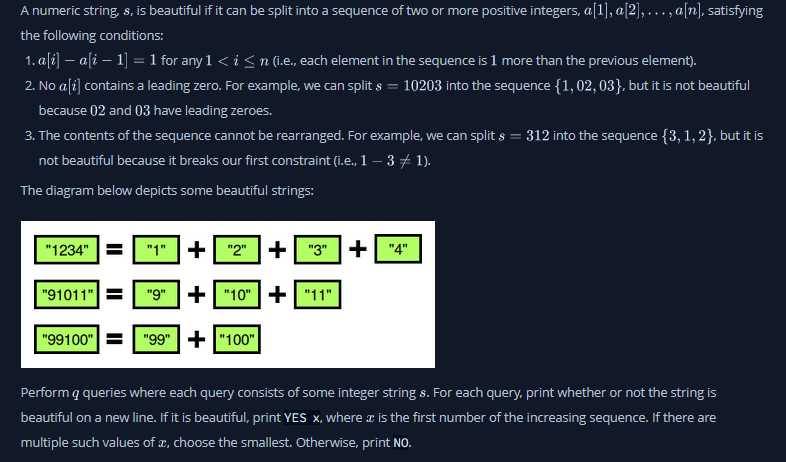 A numeric string, s, is beautiful if it can be split into a sequence of two or more positive integers, a[1], a[2], . . . , a[n], satisfying
the following conditions:
1. a[i] − a[i − 1] = 1 for any 1 < i ≤ n (i.e., each element in the sequence is 1 more than the previous element).
2. No a[i] contains a leading zero. For example, we can split s = 10203 into the sequence {1, 02, 03}, but it is not beautiful
because 02 and 03 have leading zeroes.
3. The contents of the sequence cannot be rearranged. For example, we can split s = 312 into the sequence {3, 1, 2}, but it is
not beautiful because it breaks our first constraint (i.e., 1 − 3 ≠ 1).
The diagram below depicts some beautiful strings:
"1234" = "1" + "2" + "3" + "4"
"91011" = "9" + "10" + "11"
"99100" = "99" + "100"
Perform q queries where each query consists of some integer string s. For each query, print whether or not the string is
beautiful on a new line. If it is beautiful, print YES x, where x is the first number of the increasing sequence. If there are
multiple such values of x, choose the smallest. Otherwise, print NO.